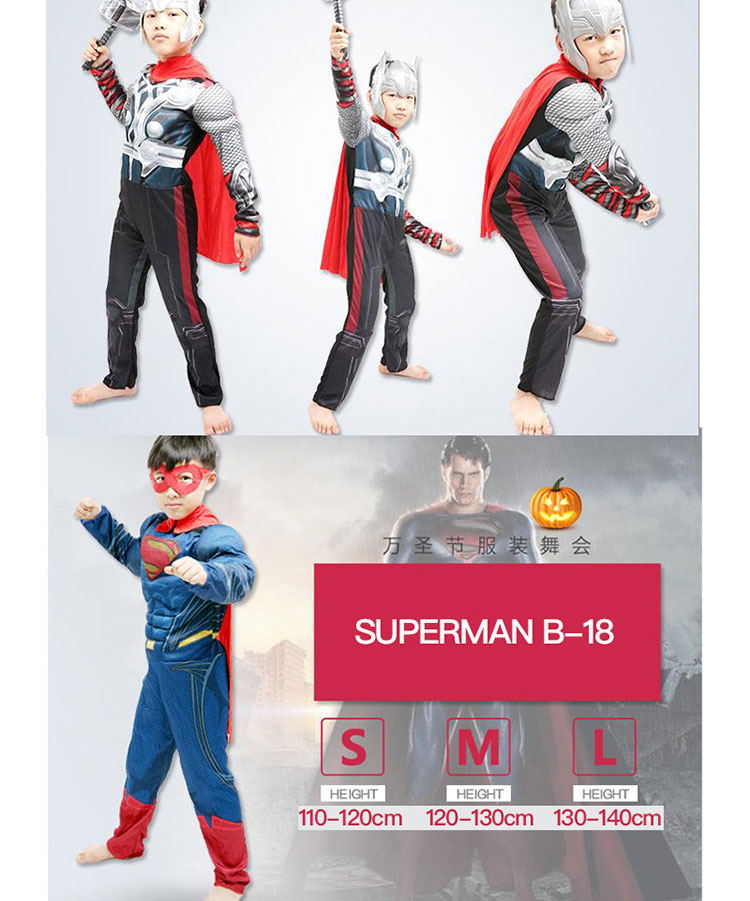 万圣节服装舞会
SUPERMAN B-18
S M L
HEIGHT HEIGHT HEIGHT
110-120cm 120-130cm 130-140cm